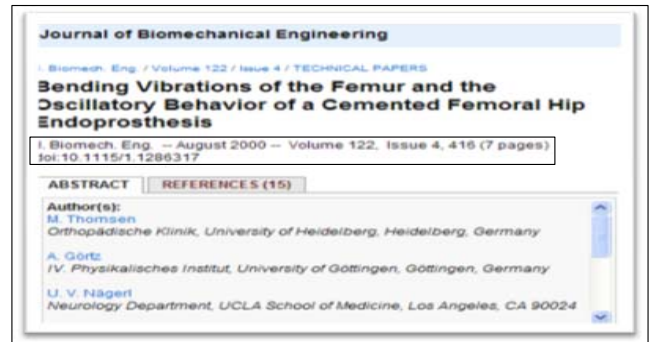 Journal of Biomechanical Engineering
. Biomech. Eng. / Volume 122 / Issue 4 / TECHNICAL PAPERS
Bending Vibrations of the Femur and the
Oscillatory Behavior of a Cemented Femoral Hip
Endoprosthesis
J. Biomech. Eng. -- August 2000 -- Volume 122, Issue 4, 416 (7 pages)
doi:10.1115/1.1286317
ABSTRACT REFERENCES (15)
Author(s):
M. Thomsen
Orthopädische Klinik, University of Heidelberg, Heidelberg, Germany
A. Görtz
IV. Physikalisches Institut, University of Göttingen, Göttingen, Germany
U. V. Nägerl
Neurology Department, UCLA School of Medicine, Los Angeles, CA 90024